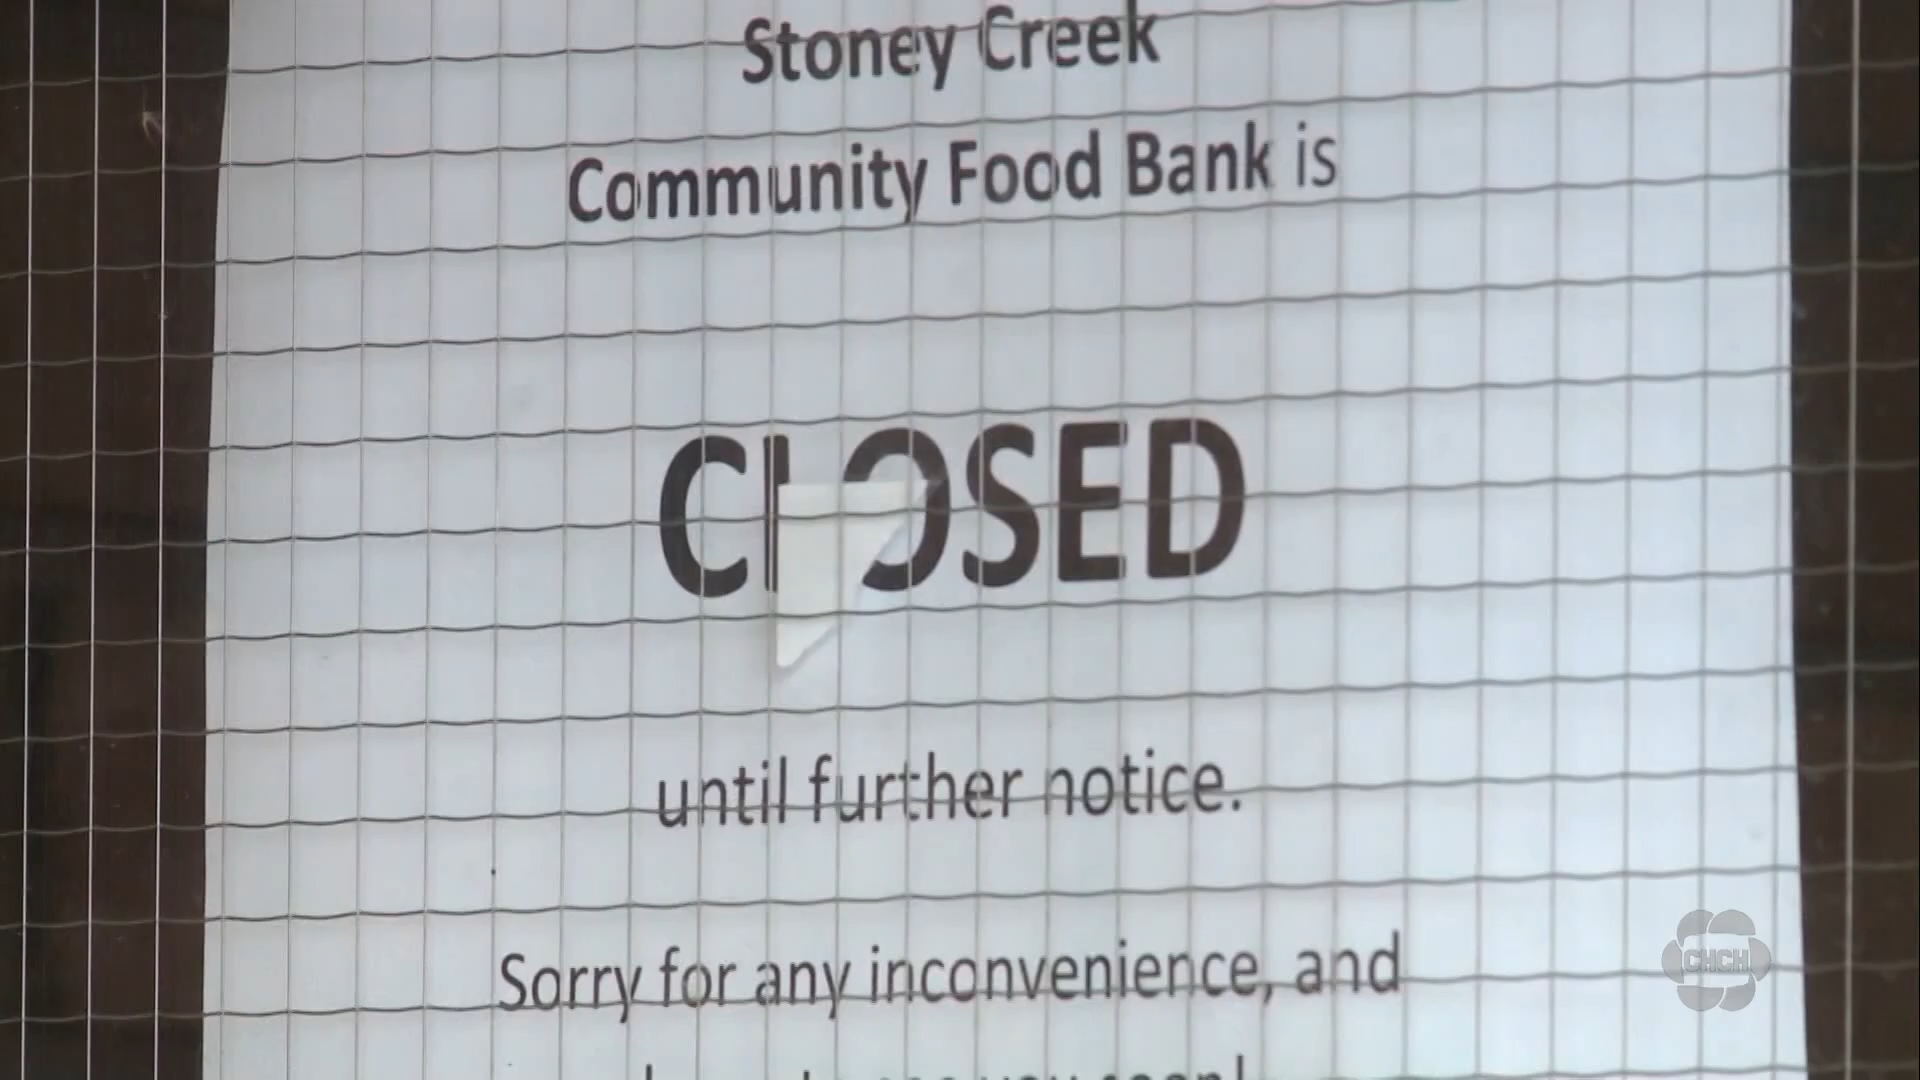 Stoney Creek
Community Food Bank is
CLOSED
until further notice.
Sorry for any inconvenience, and
CHCH